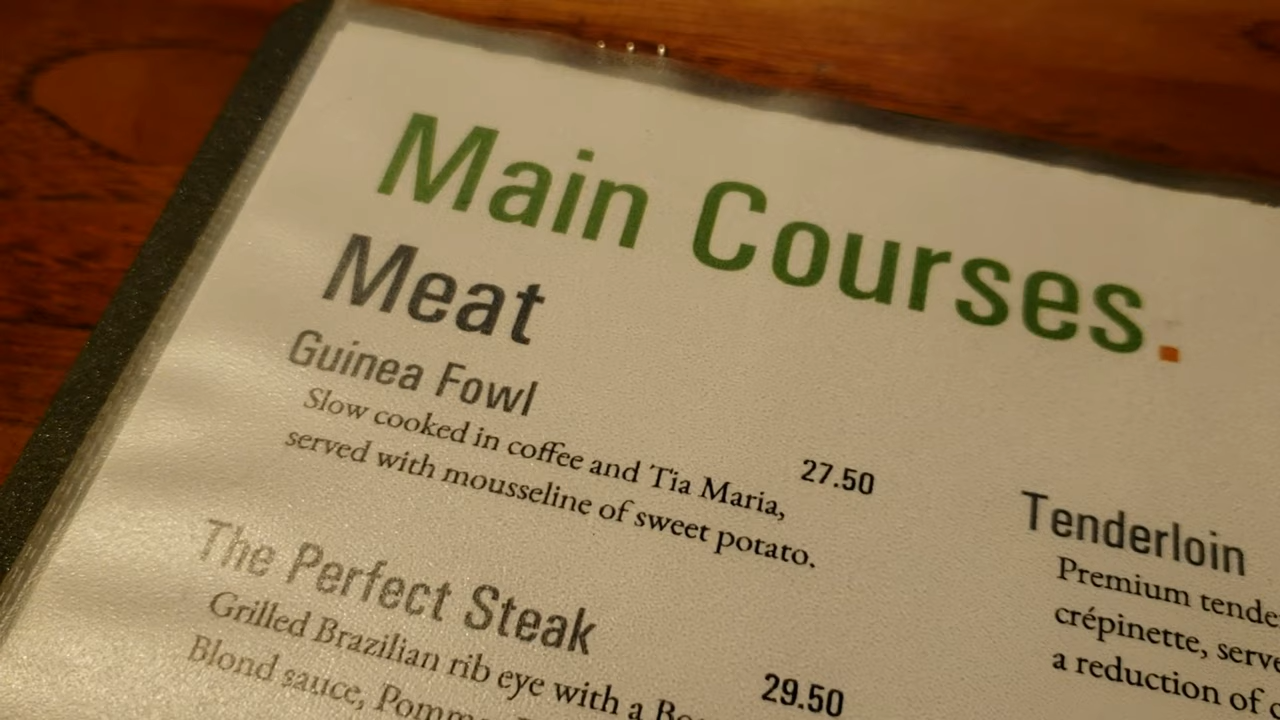 Main Courses.
Meat
Guinea Fowl
Slow cooked in coffee and Tia Maria,
served with mousseline of sweet potato.
27.50
The Perfect Steak
Grilled Brazilian rib eye with a
Blond sauce,
29.50
Tenderloin
Premium
crépinette,
a reduction of